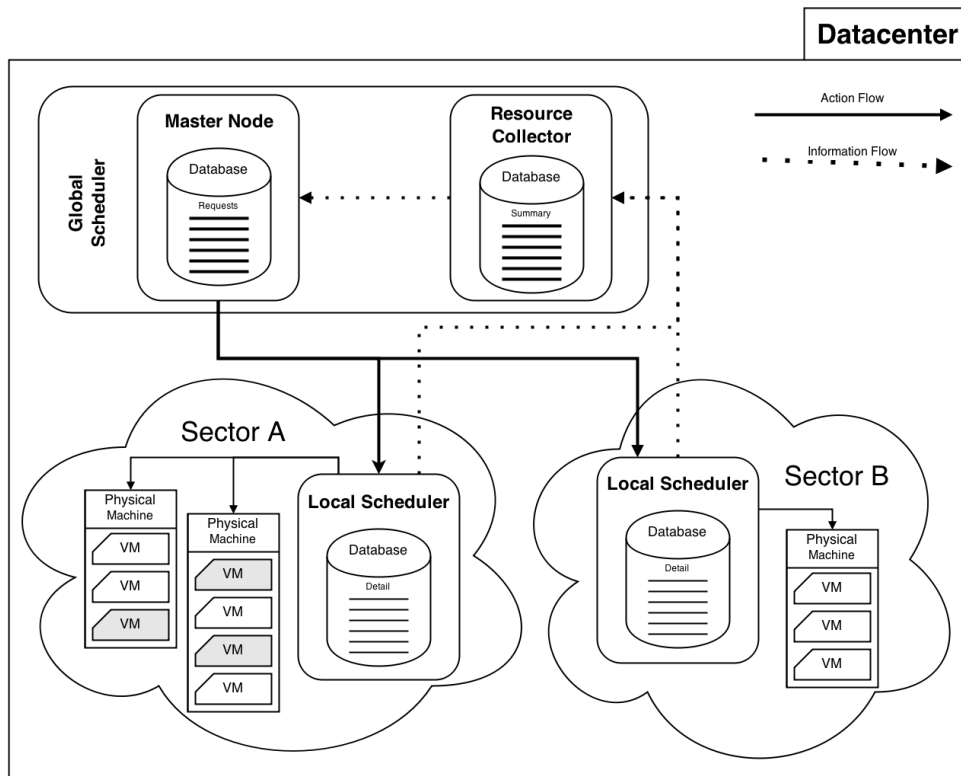 Datacenter
Global
Scheduler
Master Node
Database
Requests
Resource
Collector
Database
Summary
Action Flow
Information Flow
Sector A
Physical
Machine
VM
VM
VM
Physical
Machine
VM
VM
VM
VM
Local Scheduler
Database
Detail
Sector B
Local Scheduler
Database
Detail
Physical
Machine
VM
VM
VM